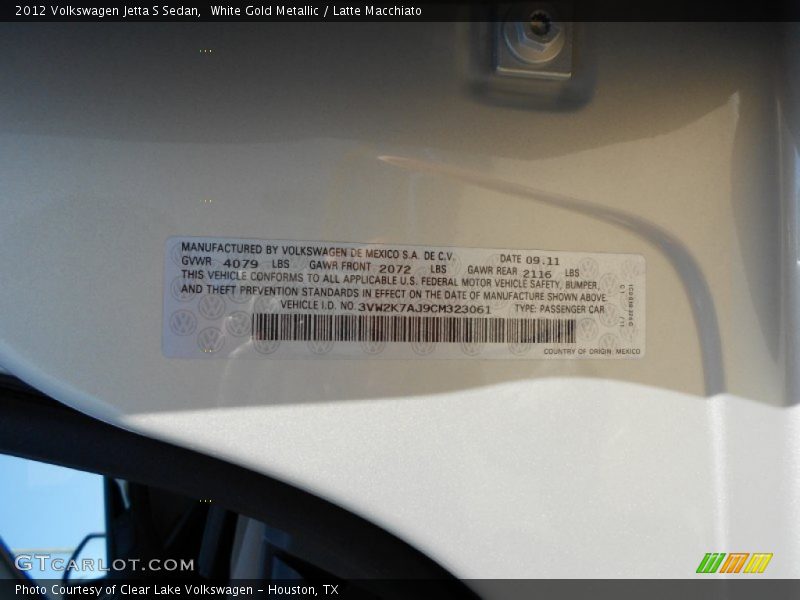 2012 Volkswagen Jetta S Sedan,  White Gold Metallic / Latte Macchiato
MANUFACTURED BY VOLKSWAGEN DE MEXICO S.A. DE C.V. DATE 09.11
GVWR 4079 LBS GAWR FRONT 2072 LBS GAWR REAR 2116 LBS
THIS VEHICLE CONFORMS TO ALL APPLICABLE U.S. FEDERAL MOTOR VEHICLE SAFETY, BUMPER,
AND THEFT PREVENTION STANDARDS IN EFFECT ON THE DATE OF MANUFACTURE SHOWN ABOVE
VEHICLE I.D. NO. 3VW2K7AJ9CM323061 TYPE: PASSENGER CAR
COUNTRY OF ORIGIN: MEXICO
GTCarLot.com
Photo Courtesy of Clear Lake Volkswagen - Houston, TX